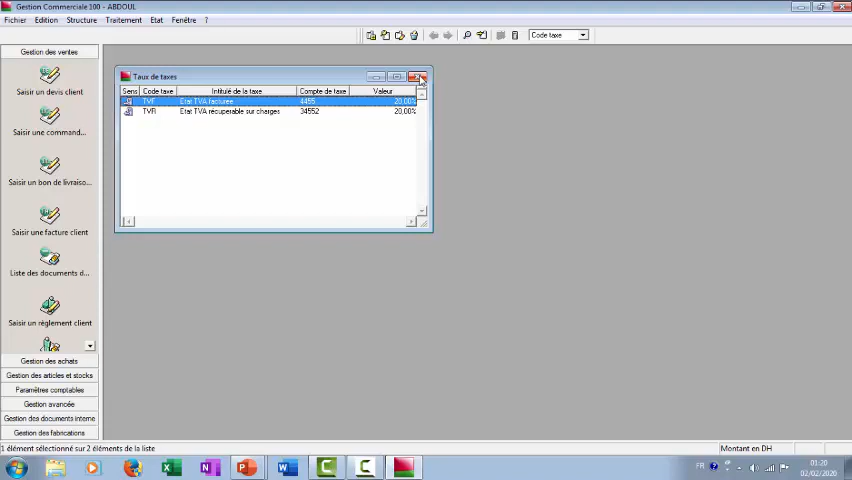 Gestion Commerciale 100 - ABDOUL
Fichier Edition Structure Traitement Etat Fenêtre ?
Code taxe
Gestion des ventes
Saisir un devis client
Saisir une command...
Saisir un bon de livraiso...
Saisir une facture client
Liste des documents d...
Saisir un règlement client
Gestion des achats
Gestion des articles et stocks
Paramètres comptables
Gestion avancée
Gestion des documents interne
Gestion des fabrications
Taux de taxes
Sens Code taxe Intitulé de la taxe Compte de taxe Valeur
TVF Etat TVA facturee 4455 20,00%
TVR Etat TVA récuperable sur charges 34552 20,00%
1 élément sélectionné sur 2 éléments de la liste
Montant en DH
FR
01:20
02/02/2020